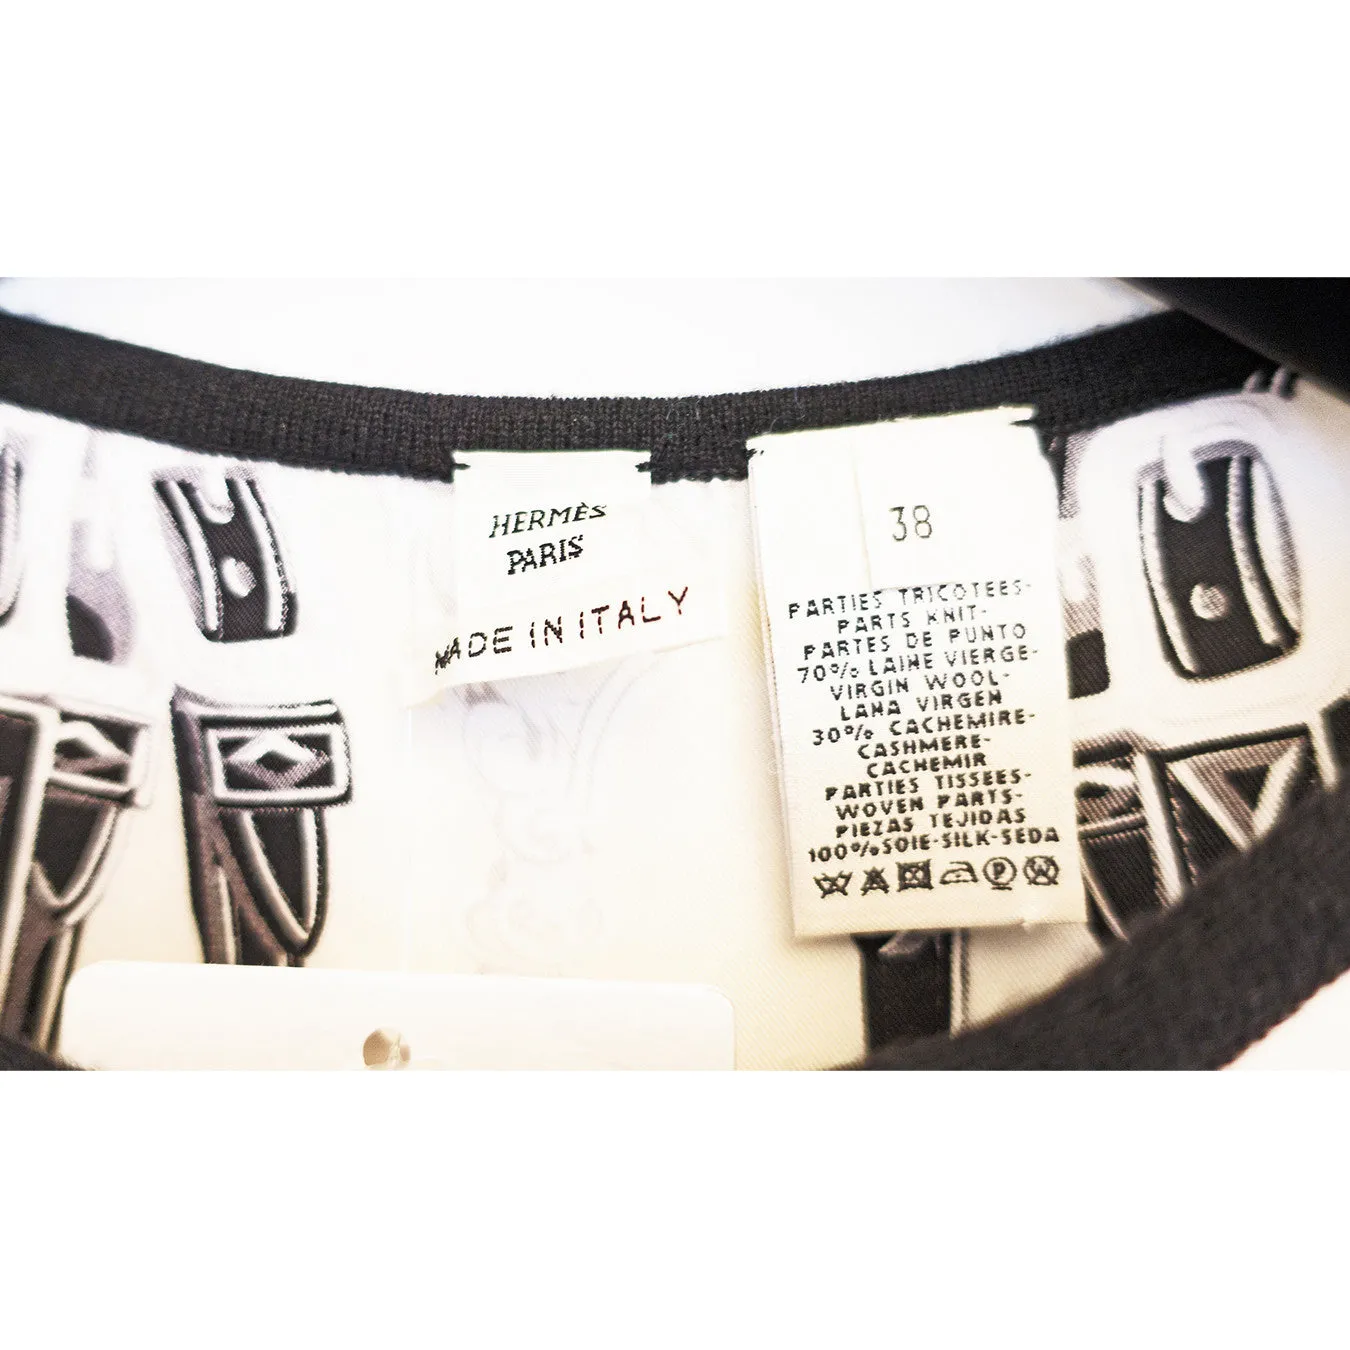 HERMÈS
PARIS
MADE IN ITALY
38
PARTIES TRICOTEES-
PARTS KNIT-
PARTES DE PUNTO
70% LAINE VIERGE-
VIRGIN WOOL-
LANA VIRGEN
30% CACHEMIRE-
CASHMERE-
CACHEMIR
PARTIES TISSEES-
WOVEN PARTS-
PIEZAS TEJIDAS
100% SOIE-SILK-SEDA
P W